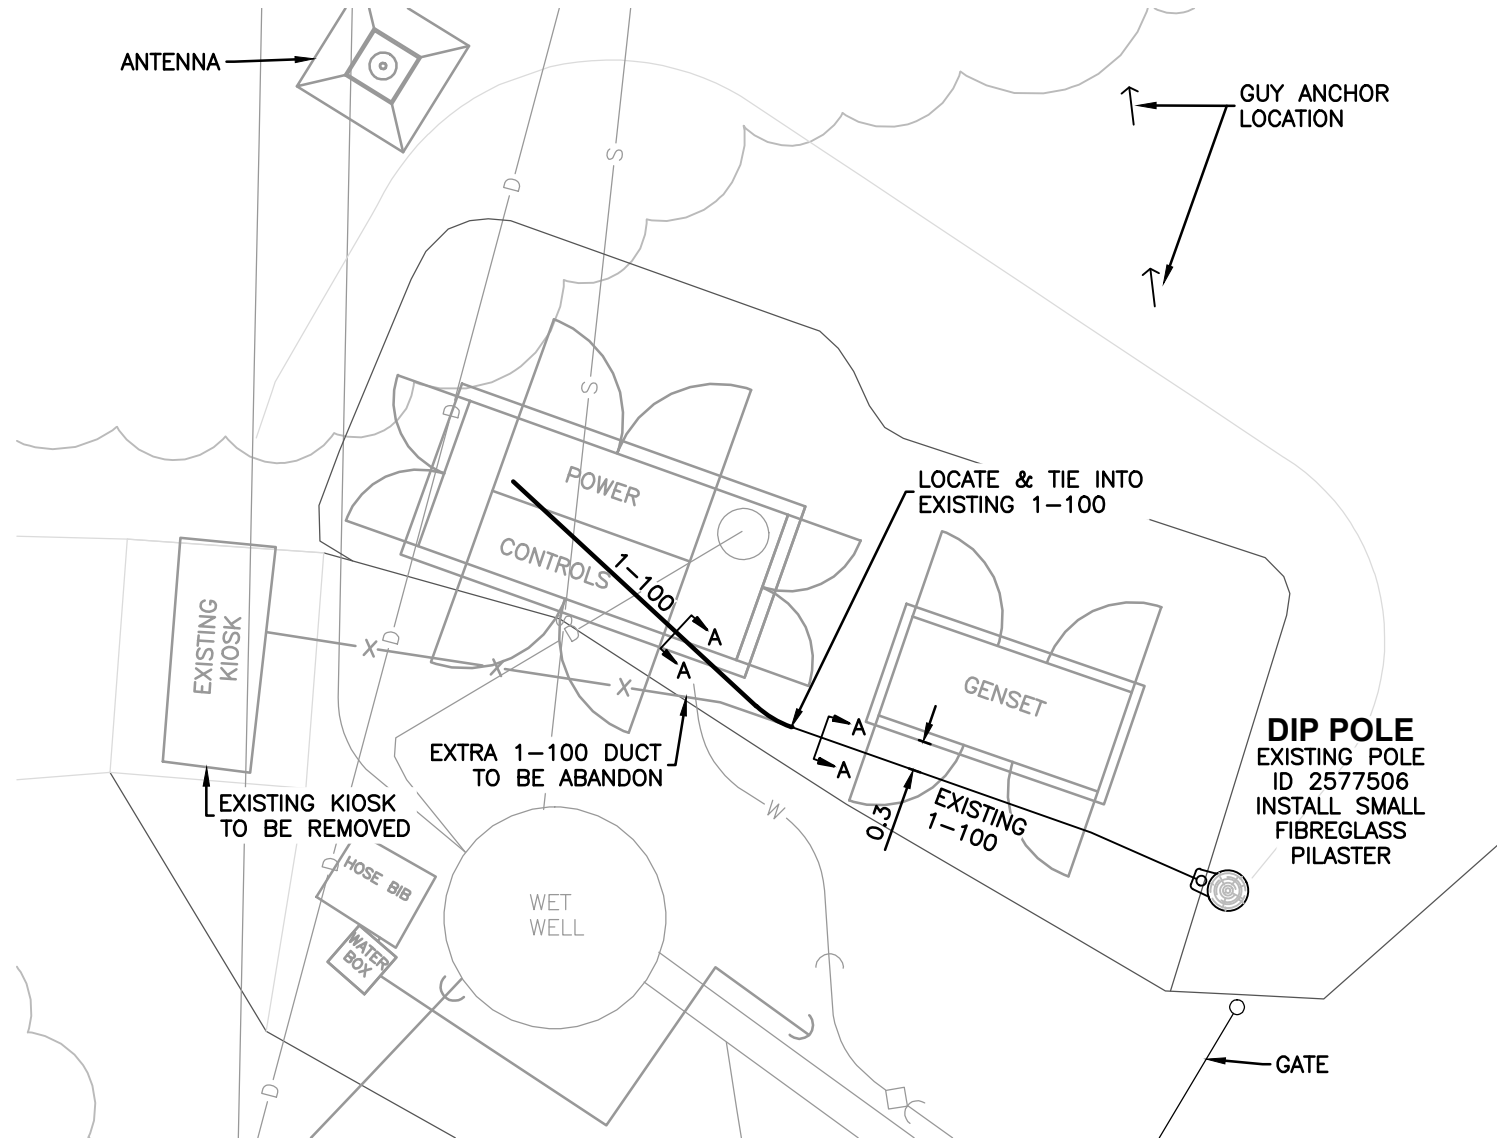 ANTENNA
GUY ANCHOR
LOCATION
S
D
S
D
POWER
CONTROLS
1-100
LOCATE & TIE INTO
EXISTING 1-100
EXISTING
KIOSK
X
D
X
X
A
A
GENSET
A
A
EXTRA 1-100 DUCT
TO BE ABANDON
DIP POLE
EXISTING POLE
ID 2577506
INSTALL SMALL
FIBREGLASS
PILASTER
EXISTING KIOSK
TO BE REMOVED
W
0.3
EXISTING
1-100
D
HOSE BIB
WATER
BOX
WET
WELL
GATE
D